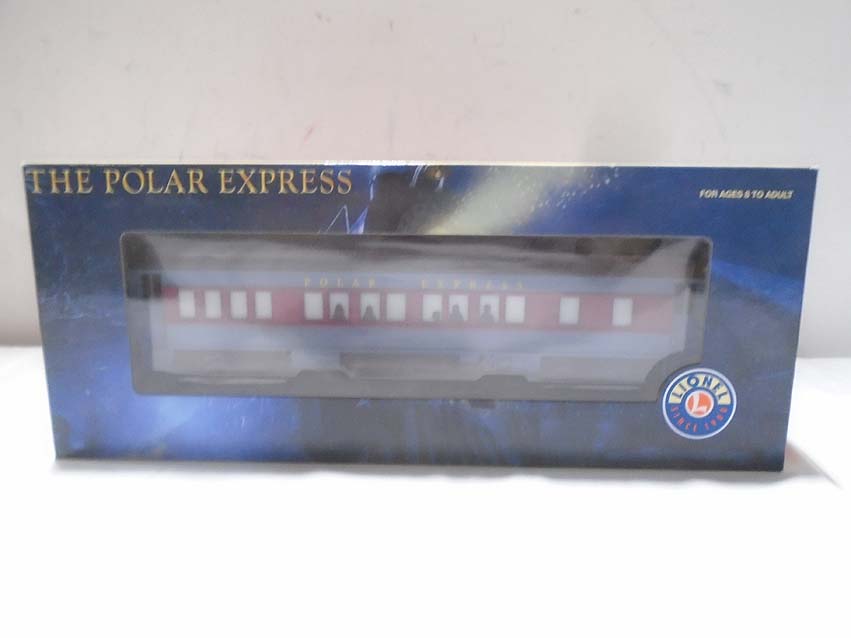 THE POLAR EXPRESS
FOR AGES 8 TO ADULT
POLAR EXPRESS
LIONEL
L
SINCE 1900